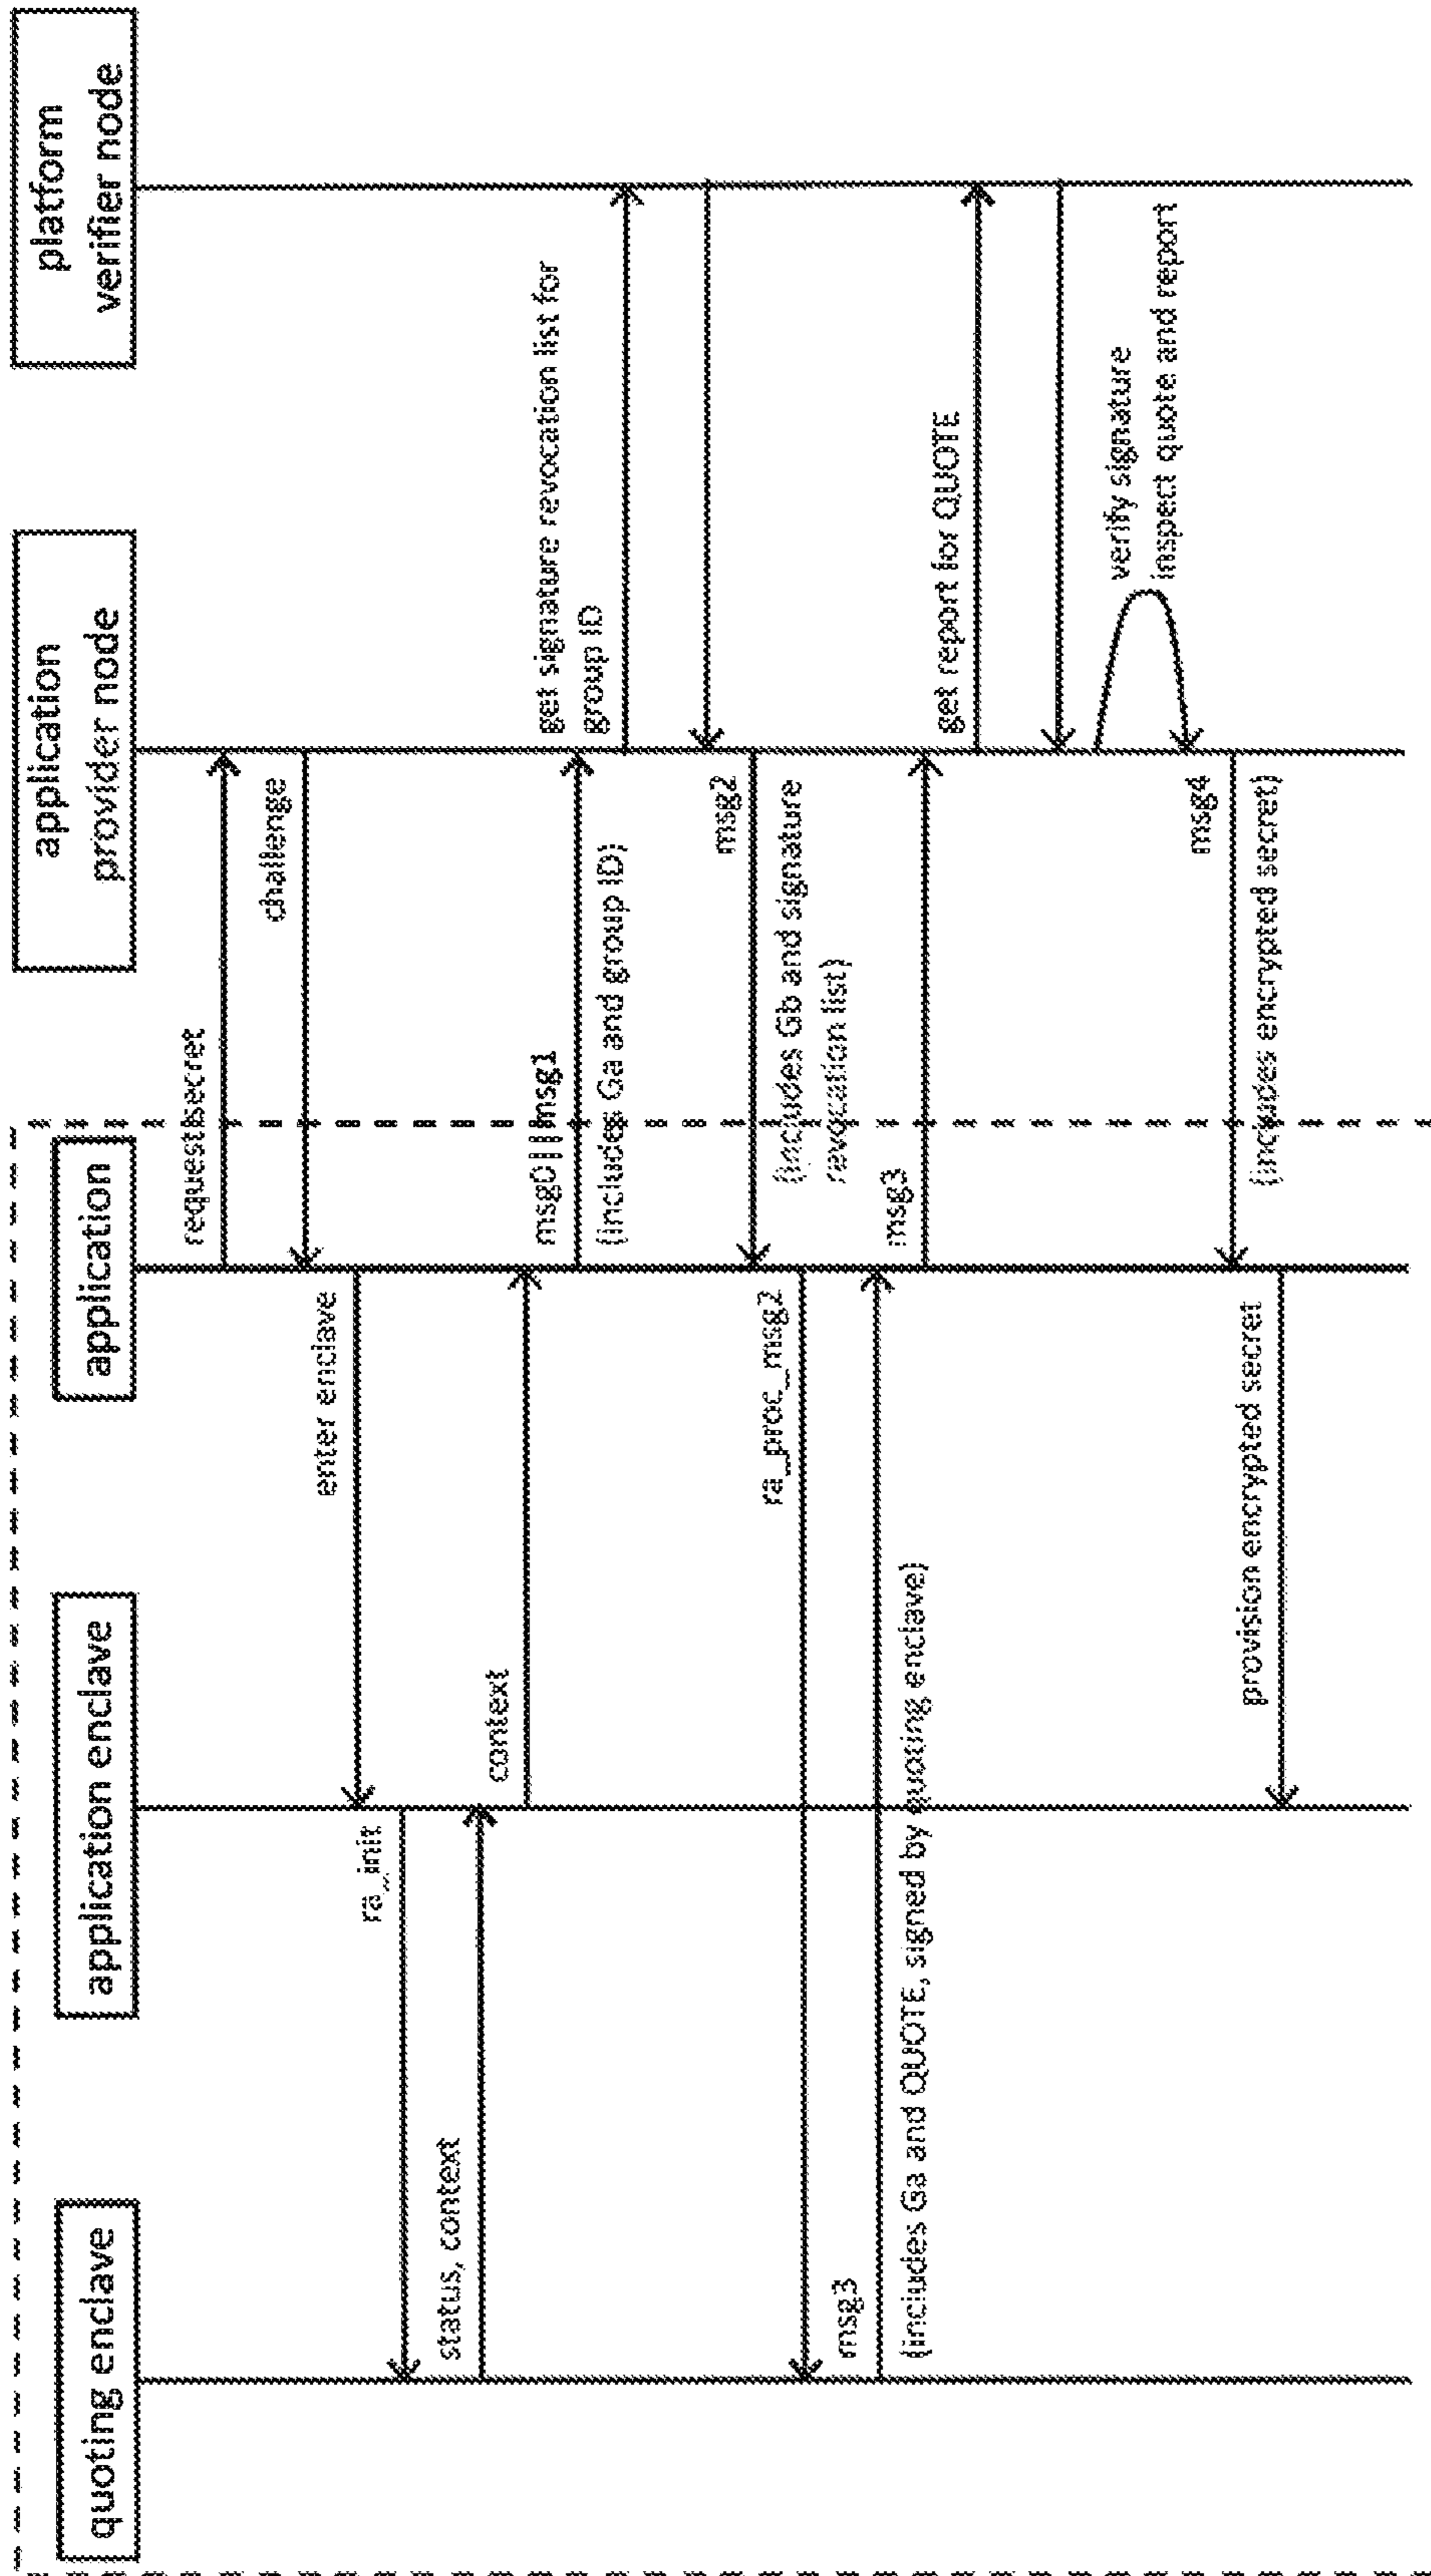 quoting enclave
application enclave
application
application
provider node
platform
verifier node
request secret
challenge
enter enclave
ra_init
status, context
context
msg0||msg1
(includes Ga and group ID)
get signature revocation list for
group ID
msg2
(includes Gb and signature
revocation list)
ra_proc_msg2
msg3
(includes Ga and QUOTE, signed by quoting enclave)
msg3
get report for QUOTE
verify signature
inspect quote and report
msg4
(includes encrypted secret)
provision encrypted secret